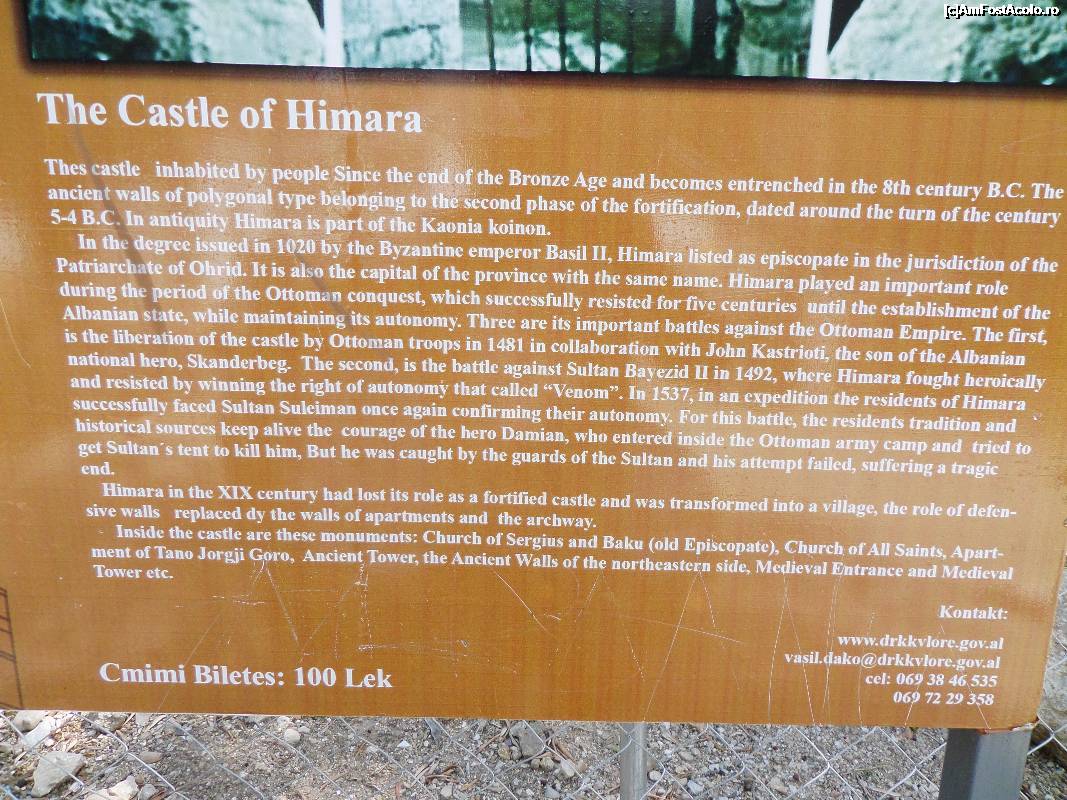 [c]AmFostAcolo.ro
The Castle of Himara
Thes castle inhabited by people Since the end of the Bronze Age and becomes entrenched in the 8th century B.C. The
ancient walls of polygonal type belonging to the second phase of the fortification, dated around the turn of the century
5-4 B.C. In antiquity Himara is part of the Kaonia koinon.
In the degree issued in 1020 by the Byzantine emperor Basil II, Himara listed as episcopate in the jurisdiction of the
Patriarchate of Ohrid. It is also the capital of the province with the same name. Himara played an important role
during the period of the Ottoman conquest, which successfully resisted for five centuries until the establishment of the
Albanian state, while maintaining its autonomy. Three are its important battles against the Ottoman Empire. The first,
is the liberation of the castle by Ottoman troops in 1481 in collaboration with John Kastrioti, the son of the Albanian
national hero, Skanderbeg. The second, is the battle against Sultan Bayezid II in 1492, where Himara fought heroically
and resisted by winning the right of autonomy that called “Venom”. In 1537, in an expedition the residents of Himara
successfully faced Sultan Suleiman once again confirming their autonomy. For this battle, the residents tradition and
historical sources keep alive the courage of the hero Damian, who entered inside the Ottoman army camp and tried to
get Sultan´s tent to kill him, But he was caught by the guards of the Sultan and his attempt failed, suffering a tragic
end.
Himara in the XIX century had lost its role as a fortified castle and was transformed into a village, the role of defen-
sive walls replaced dy the walls of apartments and the archway.
Inside the castle are these monuments: Church of Sergius and Baku (old Episcopate), Church of All Saints, Apart-
ment of Tano Jorgji Goro, Ancient Tower, the Ancient Walls of the northeastern side, Medieval Entrance and Medieval
Tower etc.
Kontakt:
www.drkkvlore.gov.al
vasil.dako@drkkvlore.gov.al
cel: 069 38 46 535
069 72 29 358
Cmimi Biletes: 100 Lek